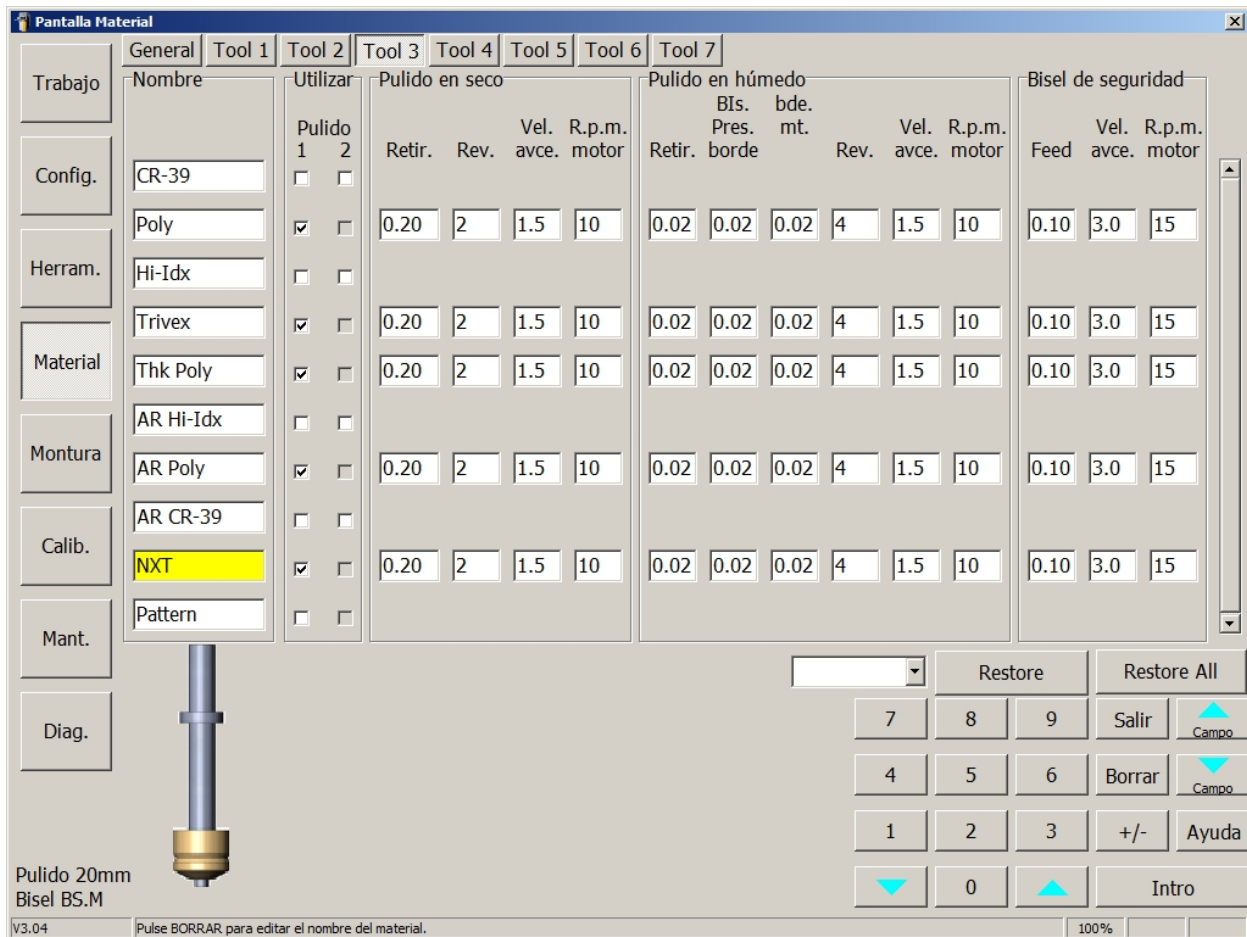 Pantalla Material
General Tool 1 Tool 2 Tool 3 Tool 4 Tool 5 Tool 6 Tool 7
Trabajo
Config.
Herram.
Material
Montura
Calib.
Mant.
Diag.
Nombre Utilizar Pulido en seco Pulido en húmedo Bisel de seguridad
BIs. bde.
Pulido Vel. R.p.m. Pres. mt. Vel. R.p.m. Vel. R.p.m.
1 2 Retir. Rev. avce. motor Retir. borde Rev. avce. motor Feed avce. motor
CR-39
Poly 0.20 2 1.5 10 0.02 0.02 0.02 4 1.5 10 0.10 3.0 15
Hi-Idx
Trivex 0.20 2 1.5 10 0.02 0.02 0.02 4 1.5 10 0.10 3.0 15
Thk Poly 0.20 2 1.5 10 0.02 0.02 0.02 4 1.5 10 0.10 3.0 15
AR Hi-Idx
AR Poly 0.20 2 1.5 10 0.02 0.02 0.02 4 1.5 10 0.10 3.0 15
AR CR-39
NXT 0.20 2 1.5 10 0.02 0.02 0.02 4 1.5 10 0.10 3.0 15
Pattern
Restore Restore All
7 8 9 Salir Campo
4 5 6 Borrar Campo
1 2 3 +/- Ayuda
0 Intro
Pulido 20mm
Bisel BS.M
V3.04 Pulse BORRAR para editar el nombre del material. 100%